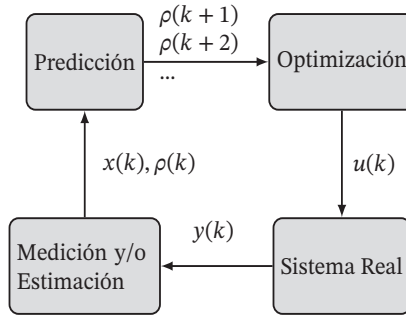 ρ(k + 1)
ρ(k + 2)
...
Predicción
Optimización
x(k), ρ(k)
u(k)
y(k)
Medición y/o
Estimación
Sistema Real